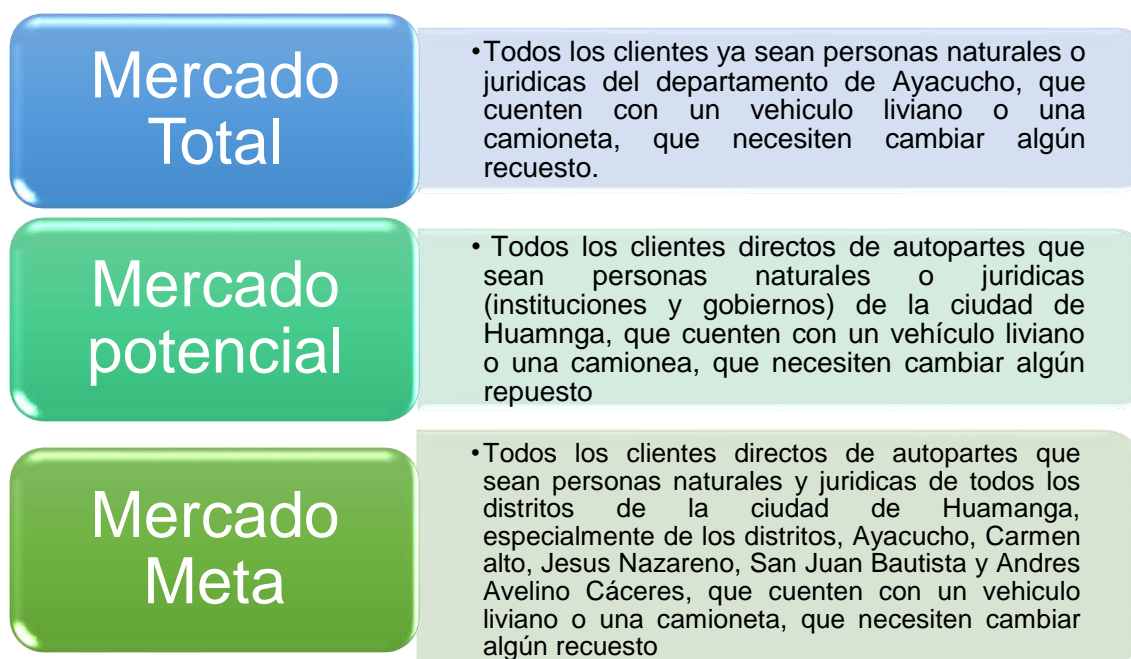 Mercado
Total
•Todos los clientes ya sean personas naturales o
juridicas del departamento de Ayacucho, que
cuenten con un vehiculo liviano o una
camioneta, que necesiten cambiar algún
recuesto.
Mercado
potencial
• Todos los clientes directos de autopartes que
sean personas naturales o juridicas
(instituciones y gobiernos) de la ciudad de
Huamnga, que cuenten con un vehículo liviano
o una camionea, que necesiten cambiar algún
repuesto
Mercado
Meta
•Todos los clientes directos de autopartes que
sean personas naturales y juridicas de todos los
distritos de la ciudad de Huamanga,
especialmente de los distritos, Ayacucho, Carmen
alto, Jesus Nazareno, San Juan Bautista y Andres
Avelino Cáceres, que cuenten con un vehiculo
liviano o una camioneta, que necesiten cambiar
algún recuesto